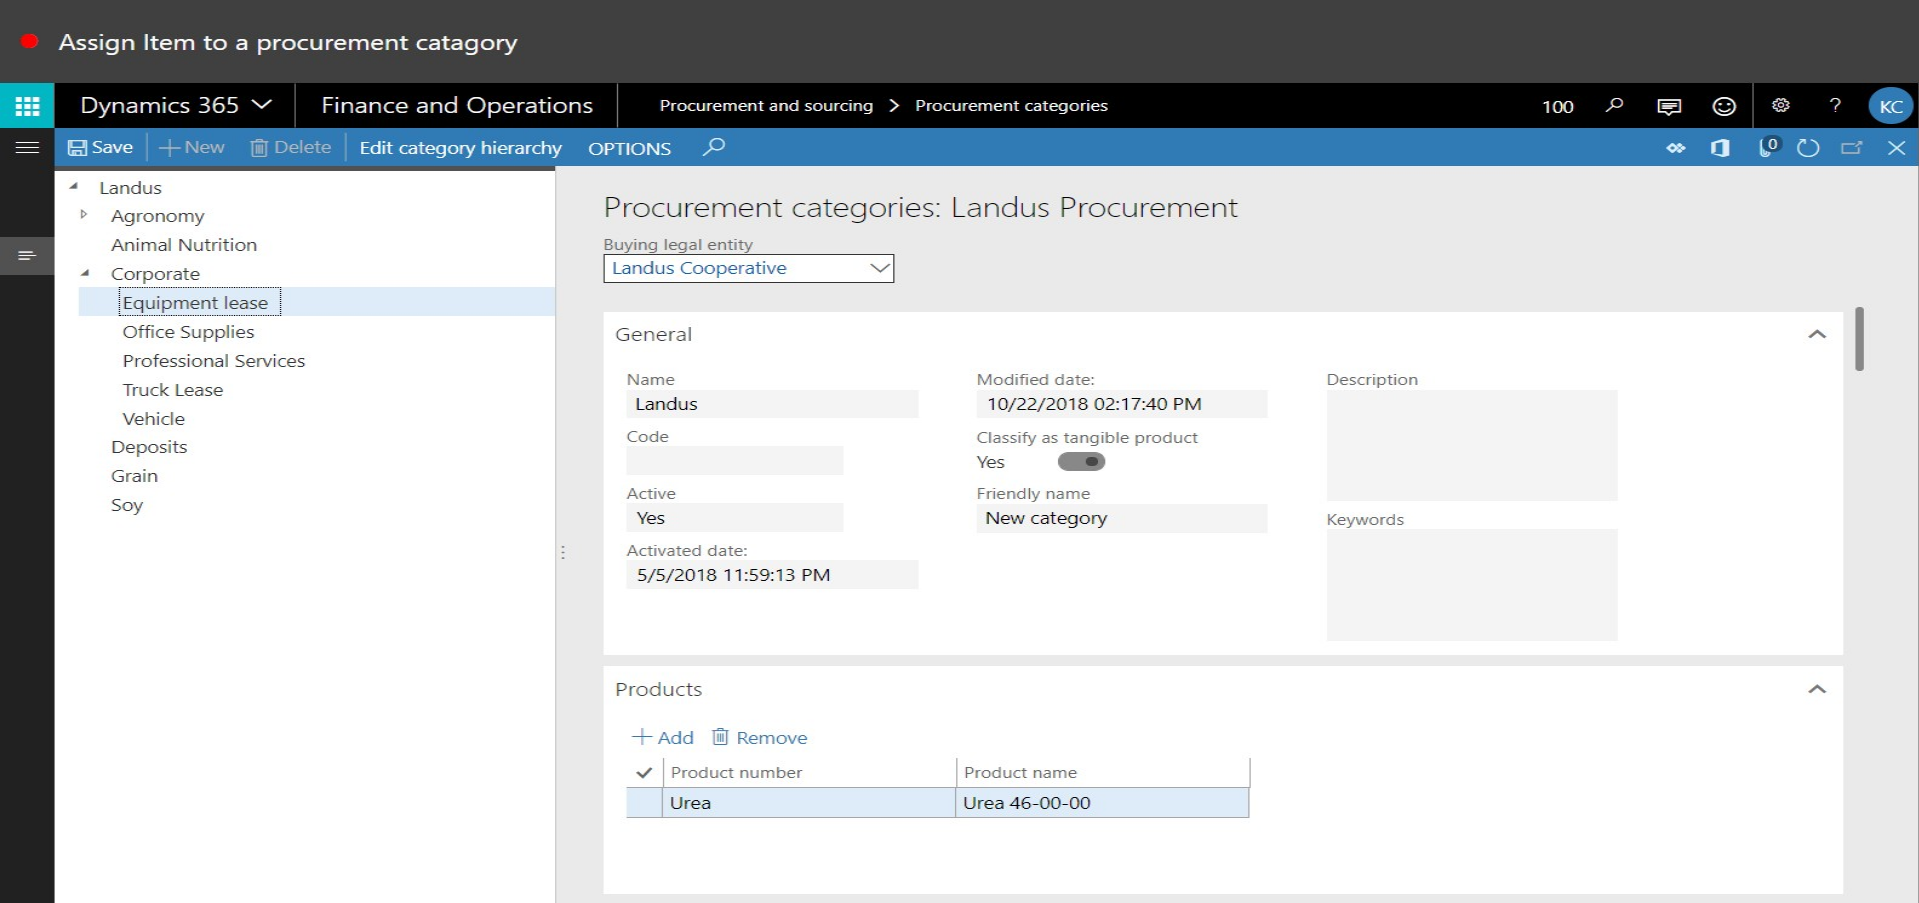 Assign Item to a procurement catagory
Dynamics 365 Finance and Operations Procurement and sourcing > Procurement categories 100 ? KC
Save + New Delete Edit category hierarchy OPTIONS 0
Landus
Agronomy
Animal Nutrition
Corporate
Equipment lease
Office Supplies
Professional Services
Truck Lease
Vehicle
Deposits
Grain
Soy
Procurement categories: Landus Procurement
Buying legal entity
Landus Cooperative
General
Name
Landus
Code
Active
Yes
Activated date:
5/5/2018 11:59:13 PM
Modified date:
10/22/2018 02:17:40 PM
Classify as tangible product
Yes
Friendly name
New category
Description
Keywords
Products
+ Add Remove
Product number Product name
Urea Urea 46-00-00